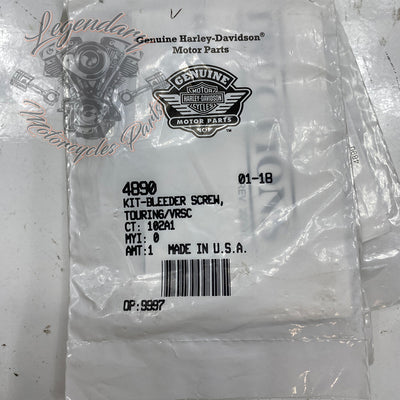 Legendary
Motorcycles Parts
Genuine Harley-Davidson®
Motor Parts
GENUINE
MOTOR
HARLEY-DAVIDSON
CYCLES
MOTOR PARTS
TM
4890
01-18
KIT-BLEEDER SCREW,
TOURING/VRSC
CT: 102A1
MYI: 0
AMT:1 MADE IN U.S.A.
OP:9997